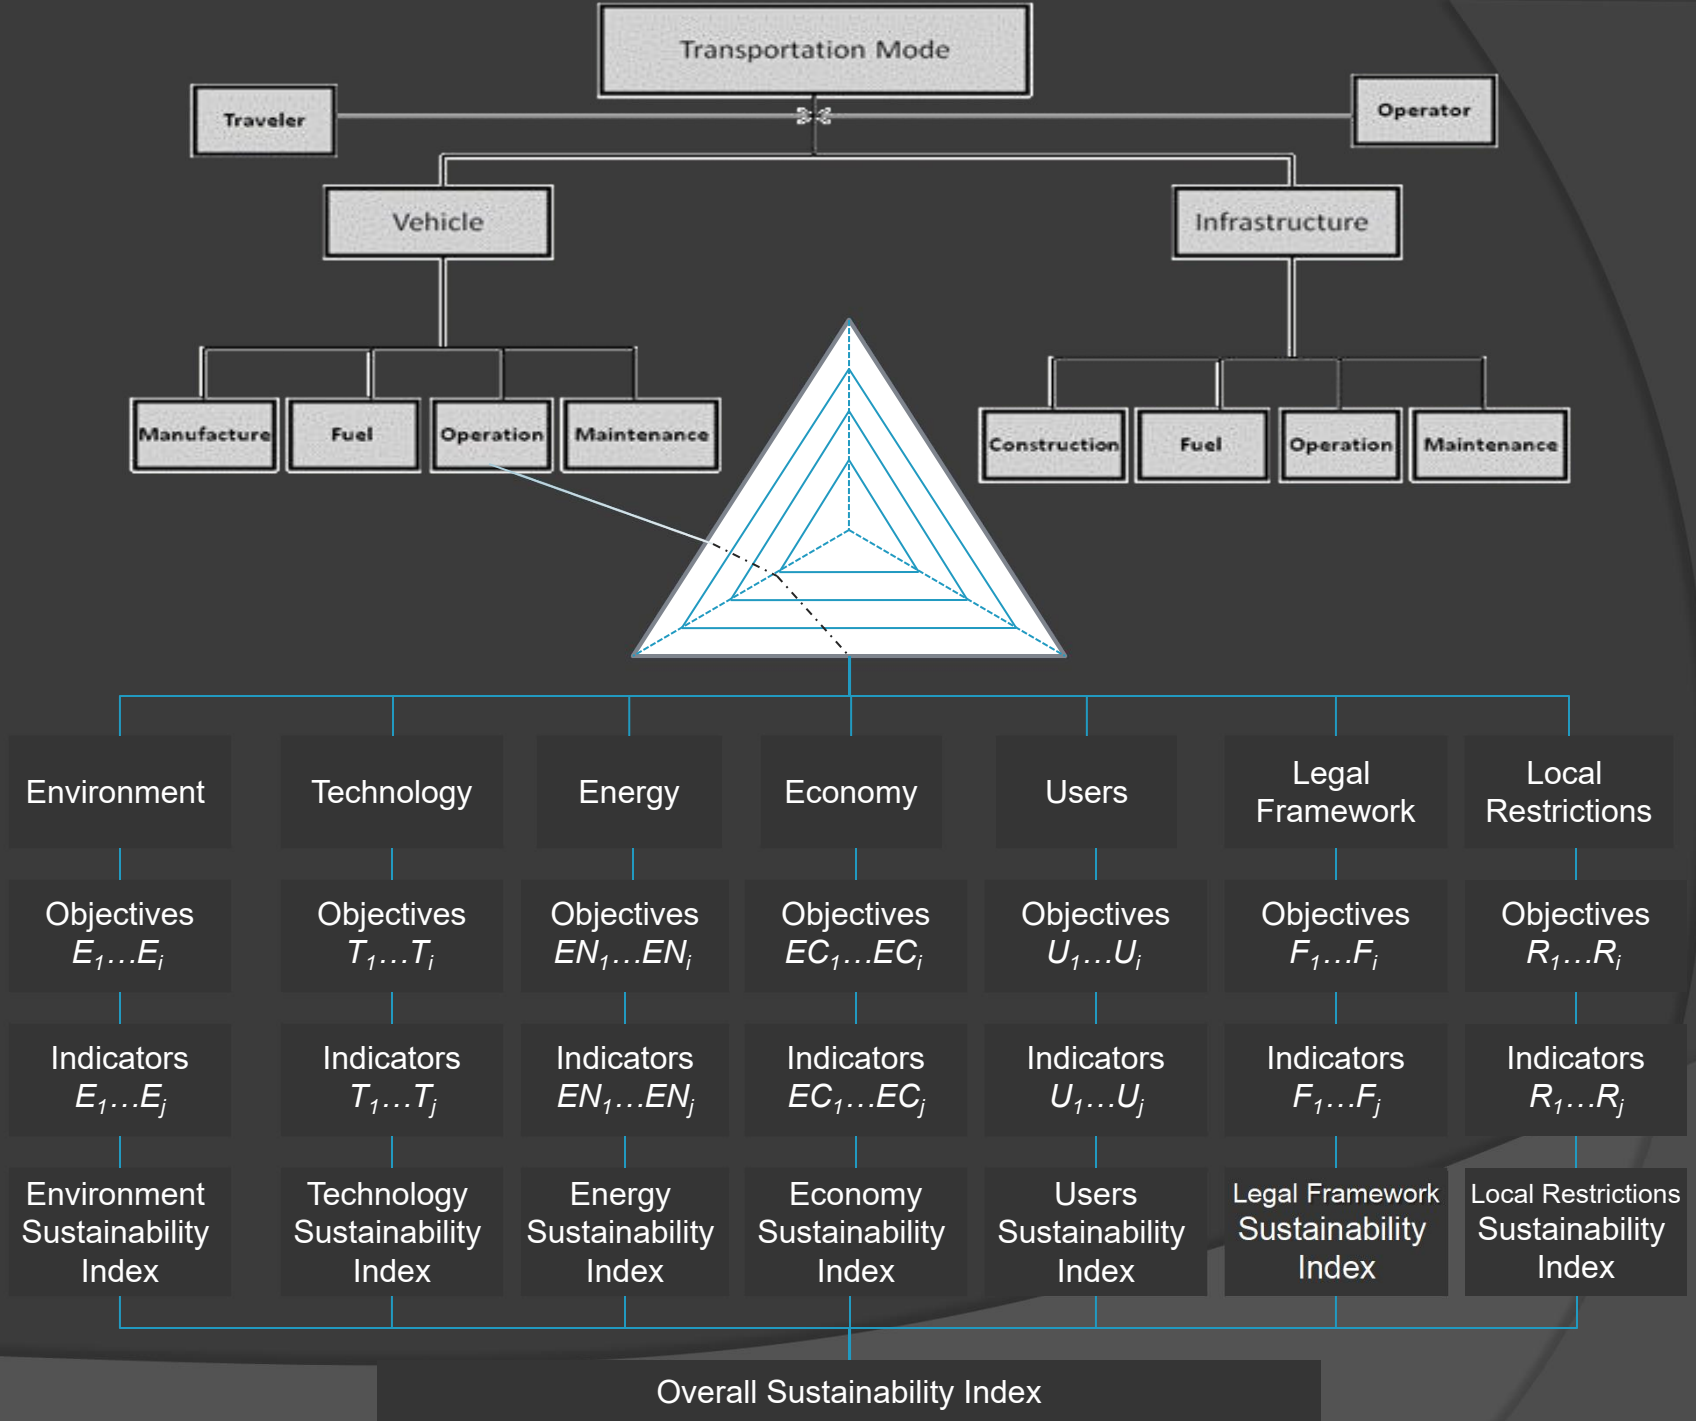 Transportation Mode
Traveler
Operator
Vehicle
Infrastructure
Manufacture
Fuel
Operation
Maintenance
Construction
Fuel
Operation
Maintenance
Environment
Technology
Energy
Economy
Users
Legal
Framework
Local
Restrictions
Objectives
E1…Ei
Objectives
T1…Ti
Objectives
EN1…ENi
Objectives
EC1…ECi
Objectives
U1…Ui
Objectives
F1…Fi
Objectives
R1…Ri
Indicators
E1…Ej
Indicators
T1…Tj
Indicators
EN1…ENj
Indicators
EC1…ECj
Indicators
U1…Uj
Indicators
F1…Fj
Indicators
R1…Rj
Environment
Sustainability
Index
Technology
Sustainability
Index
Energy
Sustainability
Index
Economy
Sustainability
Index
Users
Sustainability
Index
Legal Framework
Sustainability
Index
Local Restrictions
Sustainability
Index
Overall Sustainability Index